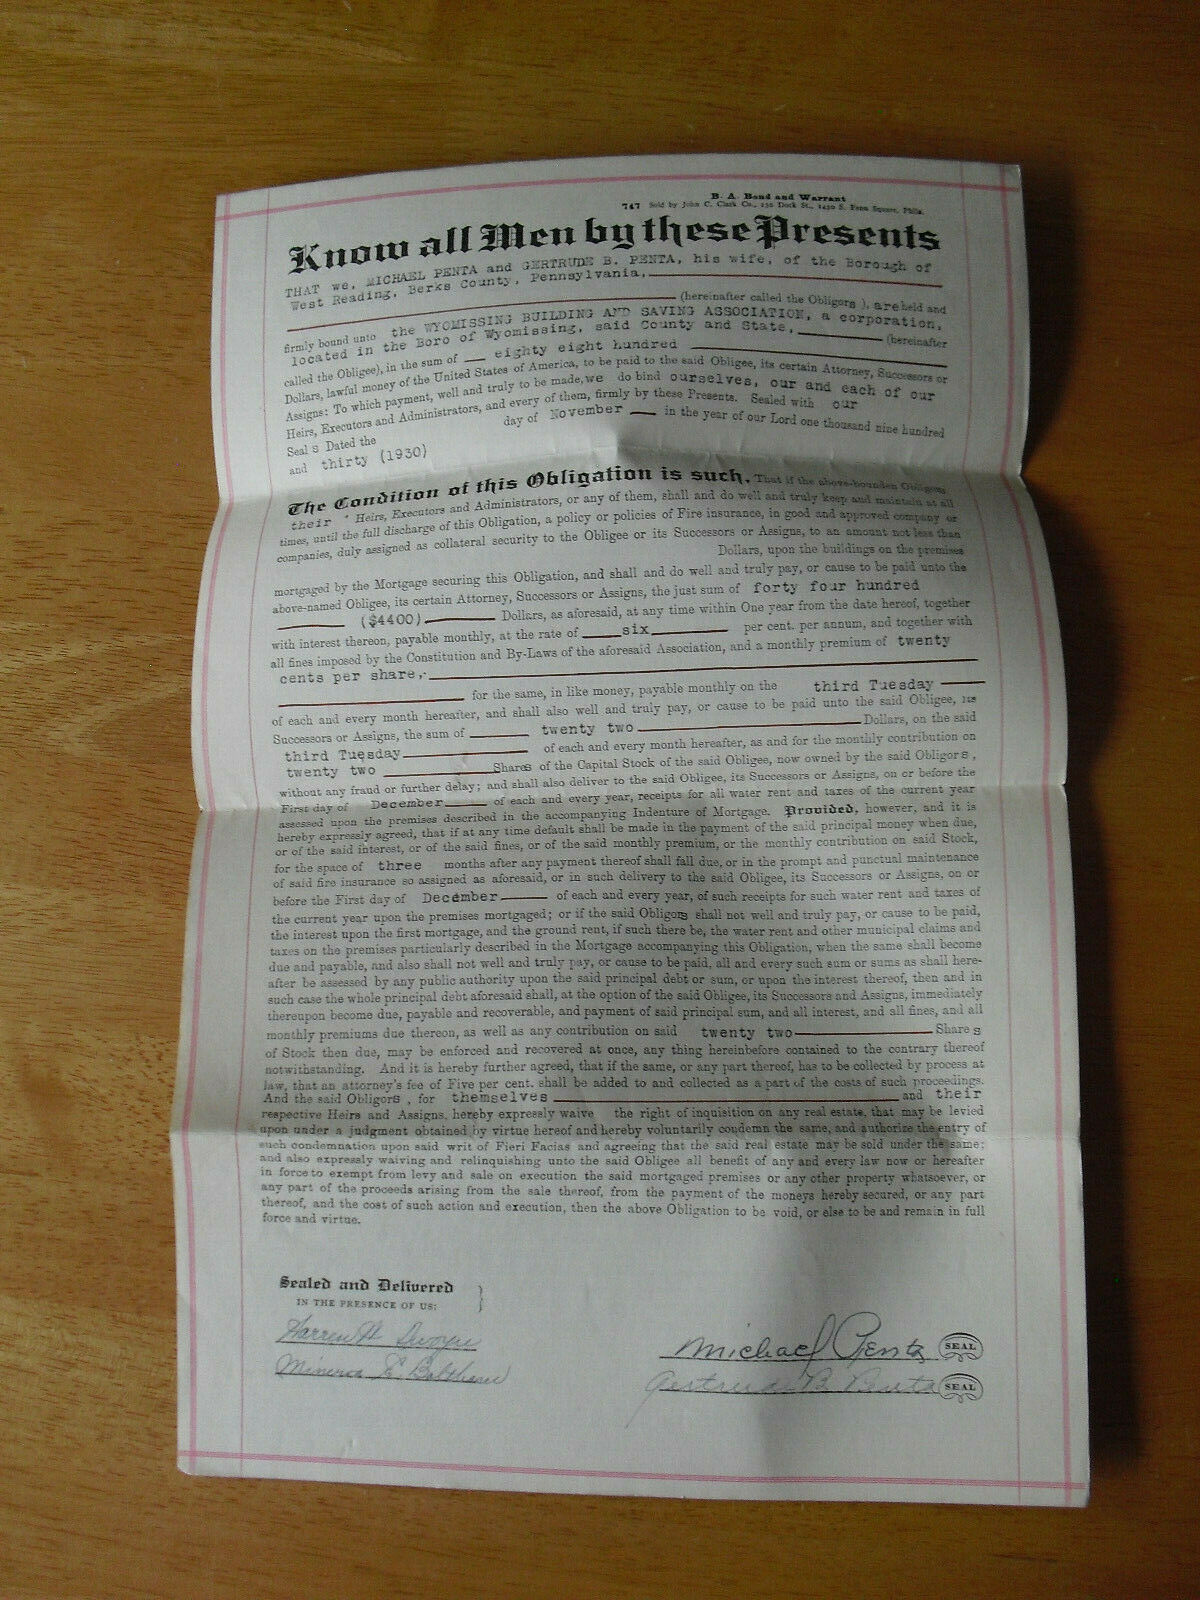 B. A. Bond and Warrant
747 Sold by John C. Clark Co., 230 Dock St., 1430 S. Penn Square, Phila.
Know all Men by these Presents
THAT we, MICHAEL PENTA and GERTRUDE B. PENTA, his wife, of the Borough of
West Reading, Berks County, Pennsylvania,
(hereinafter called the Obligors), are held and
firmly bound unto the WYOMISSING BUILDING AND SAVING ASSOCIATION, a corporation,
located in the Boro of Wyomissing, said County and State, (hereinafter
called the Obligee), in the sum of eighty eight hundred
Dollars, lawful money of the United States of America, to be paid to the said Obligee, its certain Attorney, Successors or
Assigns: To which payment, well and truly to be made, we do bind ourselves, our and each of our
Heirs, Executors and Administrators, and every of them, firmly by these Presents. Sealed with our
Seal s Dated the day of November in the year of our Lord one thousand nine hundred
and thirty (1930)
The Condition of this Obligation is such, That if the above-bounden Obligors
their Heirs, Executors and Administrators, or any of them, shall and do well and truly keep and maintain at all
times, until the full discharge of this Obligation, a policy or policies of Fire insurance, in good and approved company or
companies, duly assigned as collateral security to the Obligee or its Successors or Assigns, to an amount not less than
Dollars, upon the buildings on the premises
mortgaged by the Mortgage securing this Obligation, and shall and do well and truly pay, or cause to be paid unto the
above-named Obligee, its certain Attorney, Successors or Assigns, the just sum of forty four hundred
($4400) Dollars, as aforesaid, at any time within One year from the date hereof, together
with interest thereon, payable monthly, at the rate of six per cent. per annum, and together with
all fines imposed by the Constitution and By-Laws of the aforesaid Association, and a monthly premium of twenty
cents per share,
for the same, in like money, payable monthly on the third Tuesday
of each and every month hereafter, and shall also well and truly pay, or cause to be paid unto the said Obligee, its
Successors or Assigns, the sum of twenty two Dollars, on the said
third Tuesday of each and every month hereafter, as and for the monthly contribution on
twenty two Shares of the Capital Stock of the said Obligee, now owned by the said Obligors,
without any fraud or further delay; and shall also deliver to the said Obligee, its Successors or Assigns, on or before the
First day of December of each and every year, receipts for all water rent and taxes of the current year
assessed upon the premises described in the accompanying Indenture of Mortgage. Provided, however, and it is
hereby expressly agreed, that if at any time default shall be made in the payment of the said principal money when due,
or of the said interest, or of the said fines, or of the said monthly premium, or the monthly contribution on said Stock,
for the space of three months after any payment thereof shall fall due, or in the prompt and punctual maintenance
of said fire insurance so assigned as aforesaid, or in such delivery to the said Obligee, its Successors or Assigns, on or
before the First day of December of each and every year, of such receipts for such water rent and taxes of
the current year upon the premises mortgaged; or if the said Obligors shall not well and truly pay, or cause to be paid,
the interest upon the first mortgage, and the ground rent, if such there be, the water rent and other municipal claims and
taxes on the premises particularly described in the Mortgage accompanying this Obligation, when the same shall become
due and payable, and also shall not well and truly pay, or cause to be paid, all and every such sum or sums as shall here-
after be assessed by any public authority upon the said principal debt or sum, or upon the interest thereof, then and in
such case the whole principal debt aforesaid shall, at the option of the said Obligee, its Successors and Assigns, immediately
thereupon become due, payable and recoverable, and payment of said principal sum, and all interest, and all fines, and all
monthly premiums due thereon, as well as any contribution on said twenty two Shares
of Stock then due, may be enforced and recovered at once, any thing hereinbefore contained to the contrary thereof
notwithstanding. And it is hereby further agreed, that if the same, or any part thereof, has to be collected by process at
law, that an attorney's fee of Five per cent. shall be added to and collected as a part of the costs of such proceedings.
And the said Obligors, for themselves and their
respective Heirs and Assigns, hereby expressly waive the right of inquisition on any real estate, that may be levied
upon under a judgment obtained by virtue hereof and hereby voluntarily condemn the same, and authorize the entry of
such condemnation upon said writ of Fieri Facias and agreeing that the said real estate may be sold under the same;
and also expressly waiving and relinquishing unto the said Obligee all benefit of any and every law now or hereafter
in force to exempt from levy and sale on execution the said mortgaged premises or any other property whatsoever, or
any part of the proceeds arising from the sale thereof, from the payment of the moneys hereby secured, or any part
thereof, and the cost of such action and execution, then the above Obligation to be void, or else to be and remain in full
force and virtue.
Sealed and Delivered
IN THE PRESENCE OF US:
Warren H.
Minerva E.
Michael Penta SEAL
Gertrude B. Penta SEAL